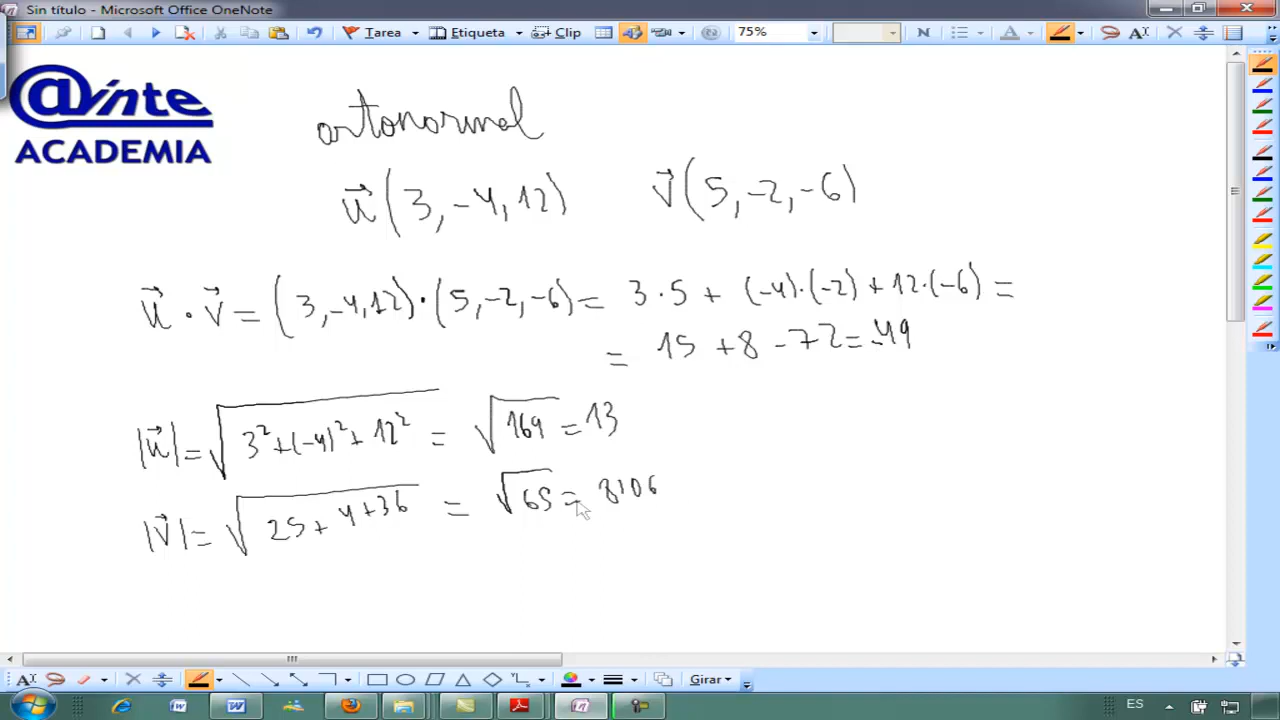 Sin título - Microsoft Office OneNote
Tarea Etiqueta Clip 75% N A
@inte
ACADEMIA
ortonormal
u⃗(3,-4,12) v⃗(5,-2,-6)
u⃗ · v⃗ = (3,-4,12)·(5,-2,-6) = 3·5 + (-4)·(-2) + 12·(-6) =
= 15 + 8 - 72 = -49
|u⃗| = √(3²+(-4)²+12²) = √169 = 13
|v⃗| = √(25+4+36) = √65 = 8'06
Girar
ES